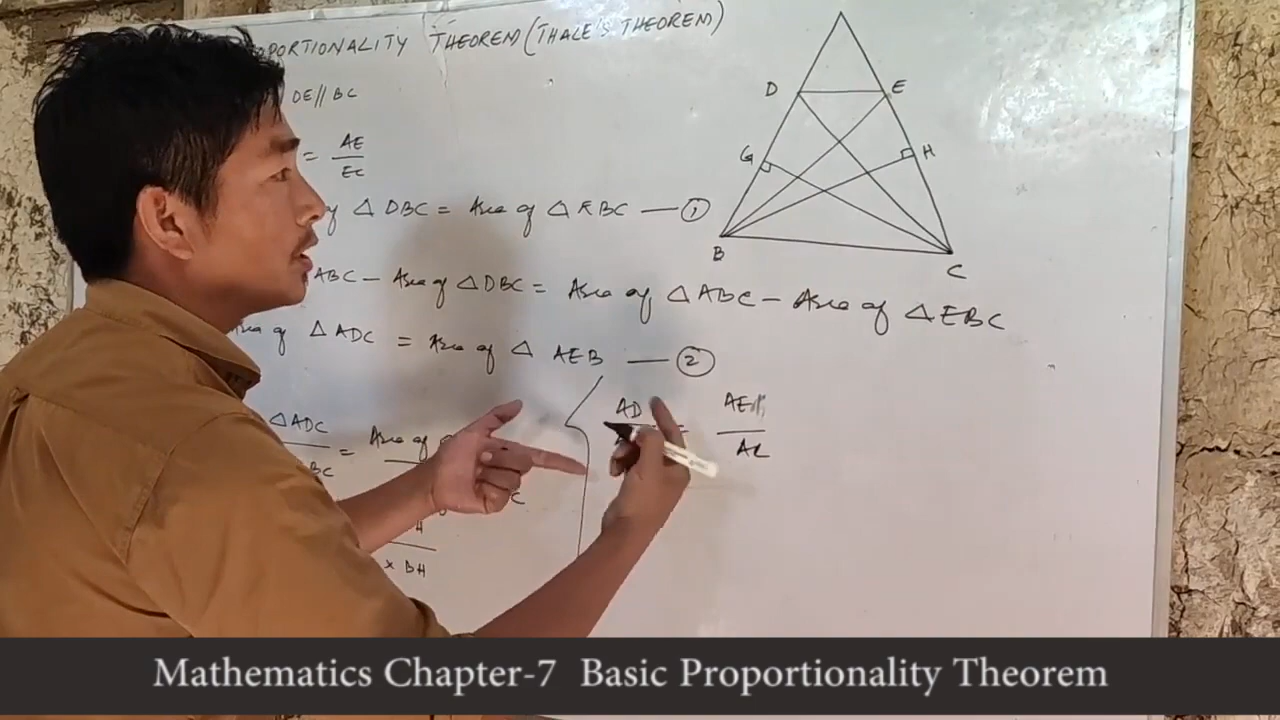 PORTIONALITY THEOREM (THALE'S THEOREM)
DE // BC
= AE
EC
of △ DBC = Area of △ EBC — ①
ABC – Area of △ DBC = Area of △ ABC – Area of △ EBC
Area of △ ADC = Area of △ AEB — ②
△ADC = Area of
BC
× BH
AD = AE
AC
D
E
G
H
B
C
Mathematics Chapter-7 Basic Proportionality Theorem